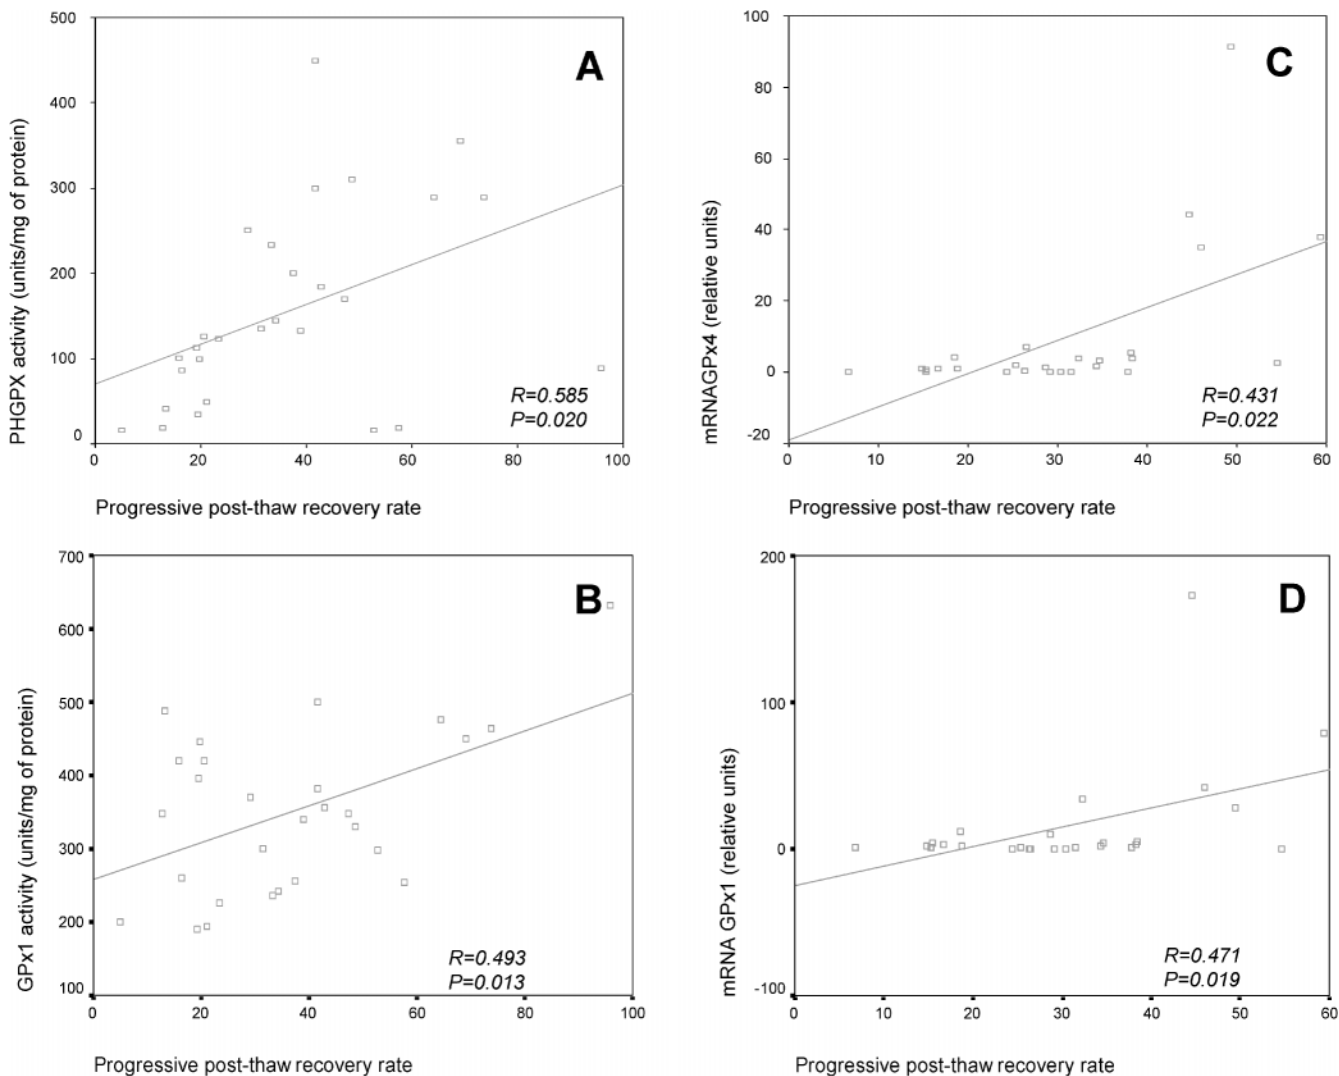 A
PHGPX activity (units/mg of protein)
500
400
300
200
100
0
R=0.585
P=0.020
0 20 40 60 80 100
Progressive post-thaw recovery rate
C
mRNAGPx4 (relative units)
100
80
60
40
20
0
-20
R=0.431
P=0.022
0 10 20 30 40 50 60
Progressive post-thaw recovery rate
B
GPx1 activity (units/mg of protein)
700
600
500
400
300
200
100
R=0.493
P=0.013
0 20 40 60 80 100
Progressive post-thaw recovery rate
D
mRNA GPx1 (relative units)
200
100
0
-100
R=0.471
P=0.019
0 10 20 30 40 50 60
Progressive post-thaw recovery rate